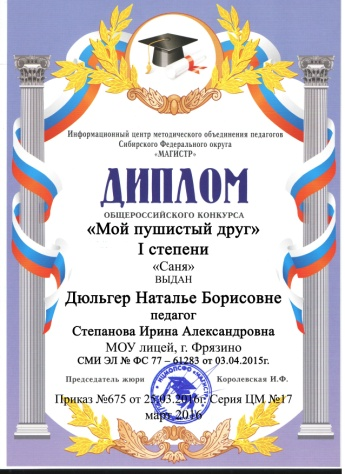 Информационный центр методического объединения педагогов
Сибирского Федерального округа
«МАГИСТР»
ДИПЛОМ
ОБЩЕРОССИЙСКОГО КОНКУРСА
«Мой пушистый друг»
I степени
«Саня»
ВЫДАН
Дюльгер Наталье Борисовне
педагог
Степанова Ирина Александровна
МОУ лицей, г. Фрязино
СМИ ЭЛ № ФС 77 – 61283 от 03.04.2015г.
Председатель жюри Королевская И.Ф.
Приказ №675 от 25.03.2016г. Серия ЦМ №17
март 2016